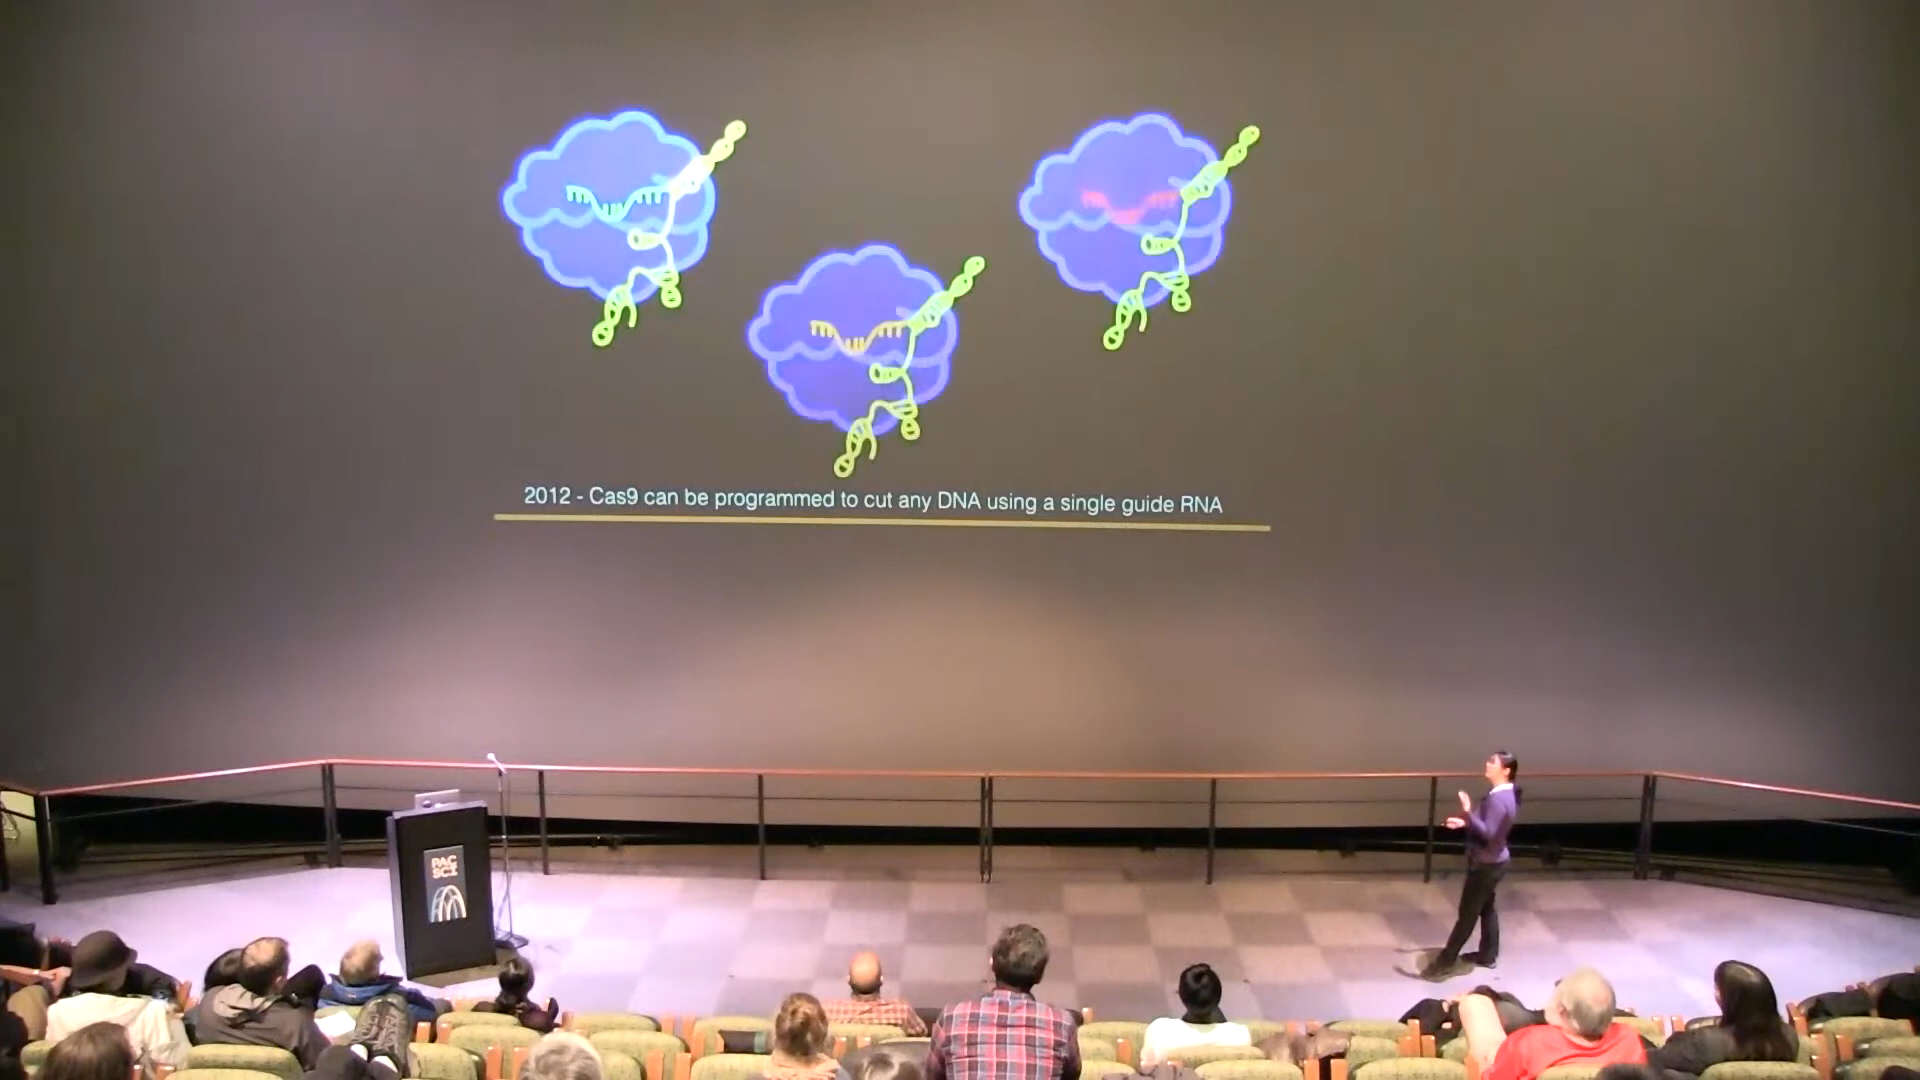 2012 - Cas9 can be programmed to cut any DNA using a single guide RNA
PAC
SCI